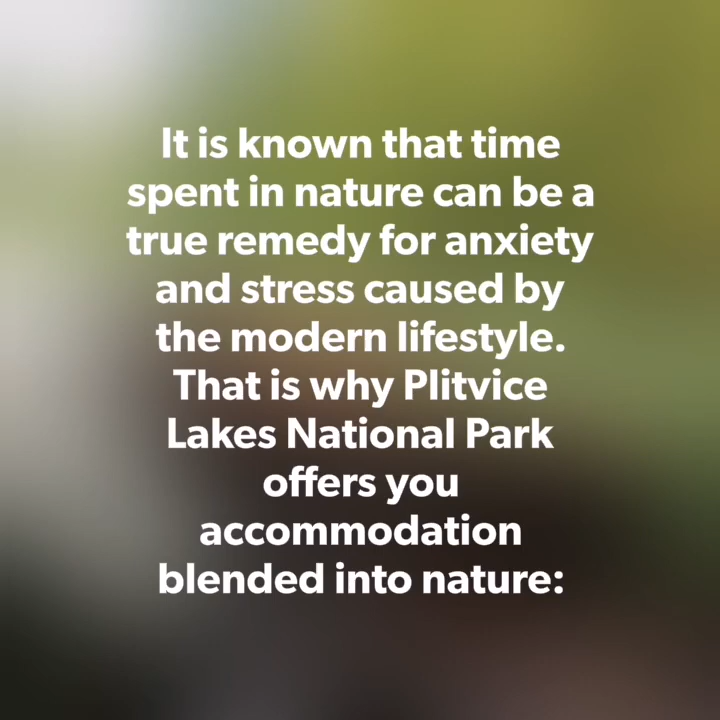 It is known that time
spent in nature can be a
true remedy for anxiety
and stress caused by
the modern lifestyle.
That is why Plitvice
Lakes National Park
offers you
accommodation
blended into nature: